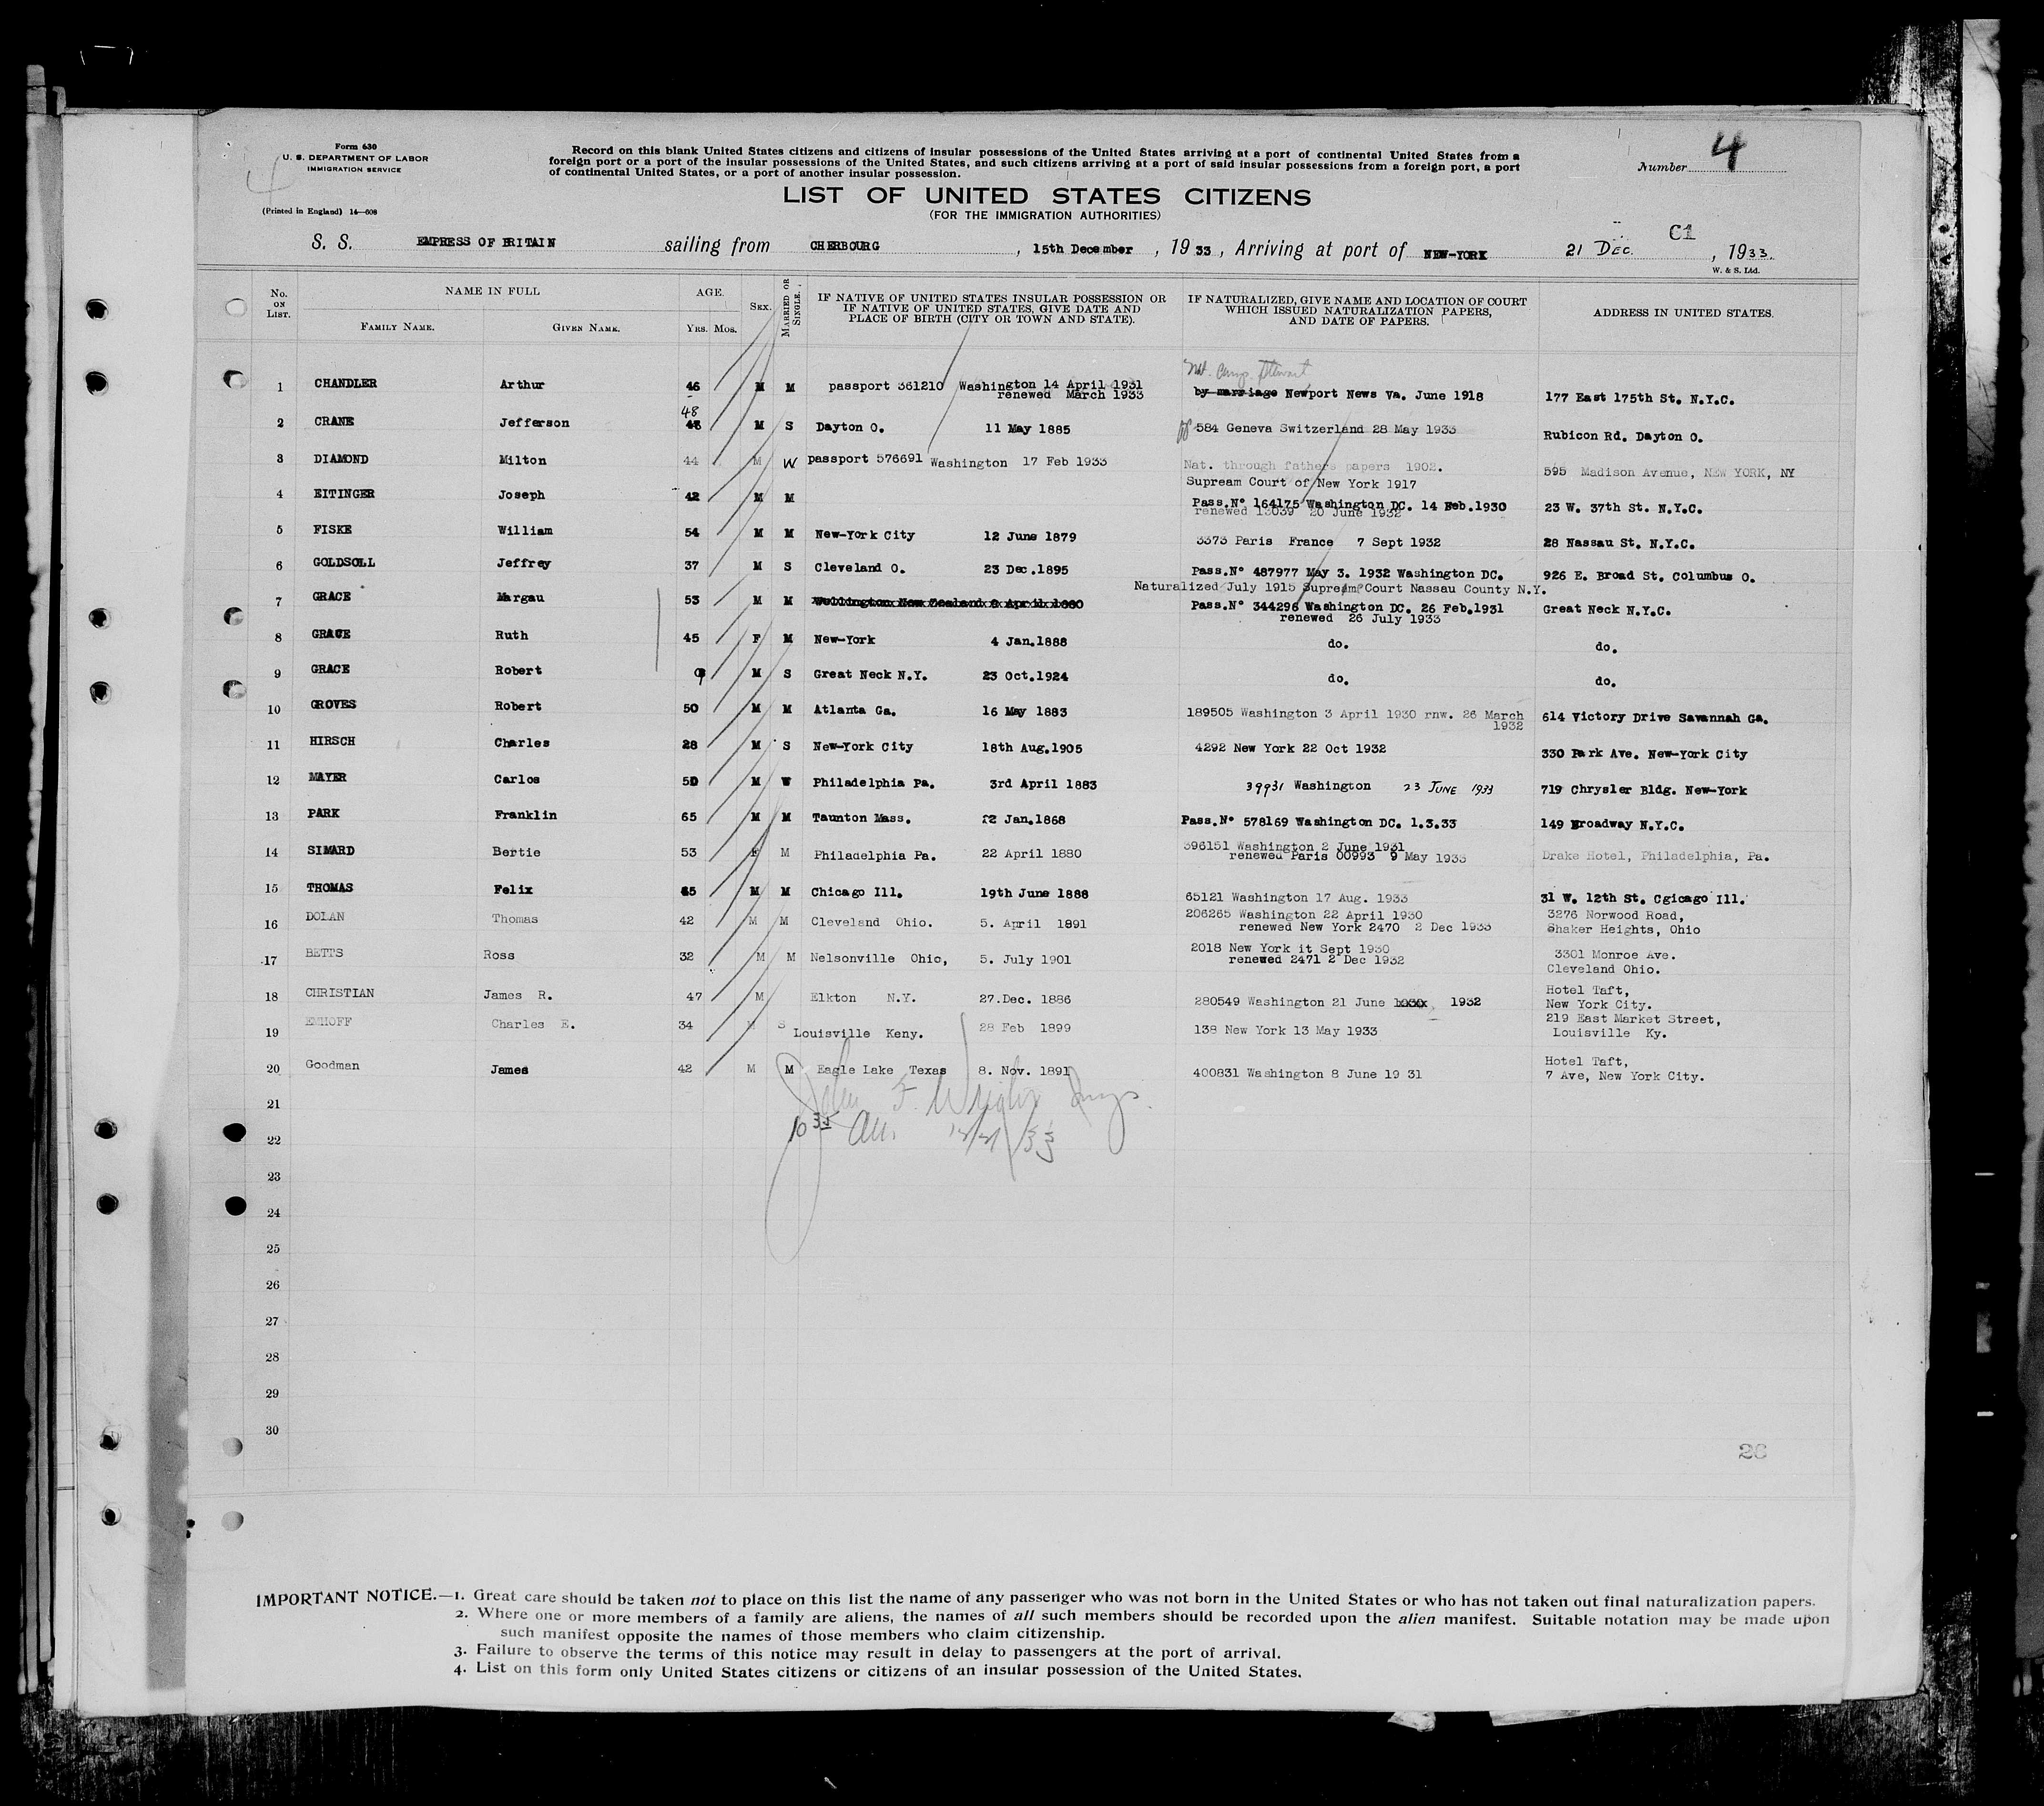 Form 630
U. S. DEPARTMENT OF LABOR
IMMIGRATION SERVICE
(Printed in England) 14—608
Record on this blank United States citizens and citizens of insular possessions of the United States arriving at a port of continental United States from a
foreign port or a port of the insular possessions of the United States, and such citizens arriving at a port of said insular possessions from a foreign port, a port
of continental United States, or a port of another insular possession.
Number 4
LIST OF UNITED STATES CITIZENS
(FOR THE IMMIGRATION AUTHORITIES)
C1
S. S. EMPRESS OF BRITAIN sailing from CHERBOURG, 15th December, 1933, Arriving at port of NEW-YORK 21 DEC., 1933.
W. & S. Ltd.
No. ON LIST. NAME IN FULL FAMILY NAME. GIVEN NAME. AGE. YRS. MOS. SEX. MARRIED OR SINGLE. IF NATIVE OF UNITED STATES INSULAR POSSESSION OR IF NATIVE OF UNITED STATES, GIVE DATE AND PLACE OF BIRTH (CITY OR TOWN AND STATE). IF NATURALIZED, GIVE NAME AND LOCATION OF COURT WHICH ISSUED NATURALIZATION PAPERS, AND DATE OF PAPERS. ADDRESS IN UNITED STATES.
Nat. Camp Stewart
1 CHANDLER Arthur 46 M M passport 361210 Washington 14 April 1931 renewed March 1933 by marriage Newport News Va. June 1918 177 East 175th St. N.Y.C.
2 CRANE Jefferson 48 M S Dayton O. 11 May 1885 584 Geneva Switzerland 28 May 1933 Rubicon Rd. Dayton O.
3 DIAMOND Milton 44 M W passport 576691 Washington 17 Feb 1933 Nat. through fathers papers 1902. 595 Madison Avenue, NEW YORK, NY
Supream Court of New York 1917
4 EITINGER Joseph 42 M M Pass.N° 164175 Washington DC. 14 Feb.1930 renewed 13039 20 June 1932 23 W. 37th St. N.Y.C.
5 FISKE William 54 M M New-York City 12 June 1879 3373 Paris France 7 Sept 1932 28 Nassau St. N.Y.C.
6 GOLDSOLL Jeffrey 37 M S Cleveland O. 23 Dec.1895 Pass.N° 487977 May 3. 1932 Washington DC. 926 E. Broad St. Columbus O.
Naturalized July 1915 Supreme Court Nassau County N.Y.
7 GRACE Margau 53 M M Wellington New Zealand 8 April 1880 Pass.N° 344296 Washington DC. 26 Feb.1931 renewed 26 July 1933 Great Neck N.Y.C.
8 GRACE Ruth 45 F M New-York 4 Jan.1888 do. do.
9 GRACE Robert 9 M S Great Neck N.Y. 23 Oct.1924 do. do.
10 GROVES Robert 50 M M Atlanta Ga. 16 May 1883 189505 Washington 3 April 1930 rnw. 26 March 1932 614 Victory Drive Savannah Ga.
11 HIRSCH Charles 28 M S New-York City 18th Aug.1905 4292 New York 22 Oct 1932 330 Park Ave. New-York City
12 MAYER Carlos 50 M W Philadelphia Pa. 3rd April 1883 39931 Washington 23 JUNE 1933 719 Chrysler Bldg. New-York
13 PARK Franklin 65 M M Taunton Mass. 22 Jan.1868 Pass.N° 578169 Washington DC. 1.3.33 149 Broadway N.Y.C.
14 SIMARD Bertie 53 F M Philadelphia Pa. 22 April 1880 396151 Washington 2 June 1931 renewed Paris 00993 9 May 1933 Drake Hotel, Philadelphia, Pa.
15 THOMAS Felix 45 M M Chicago Ill. 19th June 1888 65121 Washington 17 Aug. 1933 31 W. 12th St. Cgicago Ill.
16 DOLAN Thomas 42 M M Cleveland Ohio. 5. April 1891 206265 Washington 22 April 1930 renewed New York 2470 2 Dec 1933 3276 Norwood Road, Shaker Heights, Ohio
17 BETTS Ross 32 M M Nelsonville Ohio, 5. July 1901 2018 New York it Sept 1930 renewed 2471 2 Dec 1932 3301 Monroe Ave. Cleveland Ohio.
18 CHRISTIAN James R. 47 M Elkton N.Y. 27.Dec. 1886 280549 Washington 21 June 1932 Hotel Taft, New York City.
19 EMHOFF Charles E. 34 M S Louisville Keny. 28 Feb 1899 138 New York 13 May 1933 219 East Market Street, Louisville Ky.
20 Goodman James 42 M M Eagle Lake Texas 8. Nov. 1891 400831 Washington 8 June 19 31 Hotel Taft, 7 Ave, New York City.
John F. Wright Insp.
21
10 35 AM. 12/21/33
22
23
24
25
26
27
28
29
30
26
IMPORTANT NOTICE.—1. Great care should be taken not to place on this list the name of any passenger who was not born in the United States or who has not taken out final naturalization papers.
2. Where one or more members of a family are aliens, the names of all such members should be recorded upon the alien manifest. Suitable notation may be made upon
such manifest opposite the names of those members who claim citizenship.
3. Failure to observe the terms of this notice may result in delay to passengers at the port of arrival.
4. List on this form only United States citizens or citizens of an insular possession of the United States.